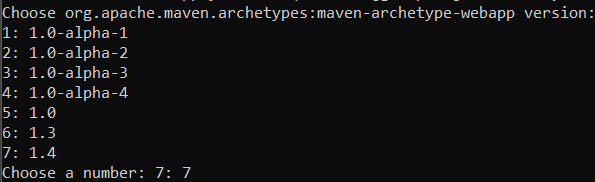 Choose org.apache.maven.archetypes:maven-archetype-webapp version:
1: 1.0-alpha-1
2: 1.0-alpha-2
3: 1.0-alpha-3
4: 1.0-alpha-4
5: 1.0
6: 1.3
7: 1.4
Choose a number: 7: 7